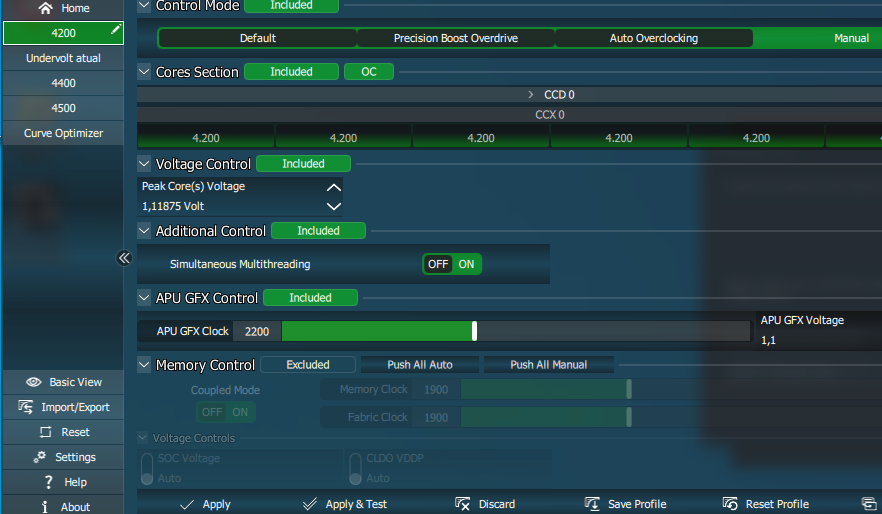 Home
4200
Undervolt atual
4400
4500
Curve Optimizer
Basic View
Import/Export
Reset
Settings
Help
About
Control Mode Included
Default Precision Boost Overdrive Auto Overclocking Manual
Cores Section Included OC
CCD 0
CCX 0
4.200 4.200 4.200 4.200 4.200
Voltage Control Included
Peak Core(s) Voltage
1,11875 Volt
Additional Control Included
Simultaneous Multithreading OFF ON
APU GFX Control Included
APU GFX Clock 2200
APU GFX Voltage
1,1
Memory Control Excluded Push All Auto Push All Manual
Coupled Mode
OFF ON
Memory Clock 1900
Fabric Clock 1900
Voltage Controls
SOC Voltage
Auto
CLDO VDDP
Auto
Apply Apply & Test Discard Save Profile Reset Profile